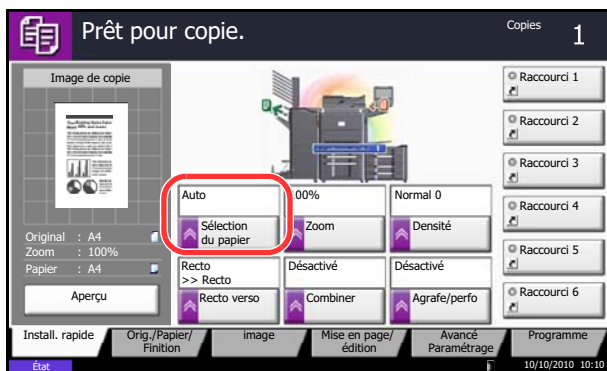 Prêt pour copie.
Copies
1
Image de copie
Original : A4
Zoom : 100%
Papier : A4
Aperçu
Auto
Sélection
du papier
00%
Zoom
Normal 0
Densité
Recto
>> Recto
Recto verso
Désactivé
Combiner
Désactivé
Agrafe/perfo
Raccourci 1
Raccourci 2
Raccourci 3
Raccourci 4
Raccourci 5
Raccourci 6
Install. rapide
Orig./Papier/
Finition
image
Mise en page/
édition
Avancé
Paramétrage
Programme
État
10/10/2010 10:10